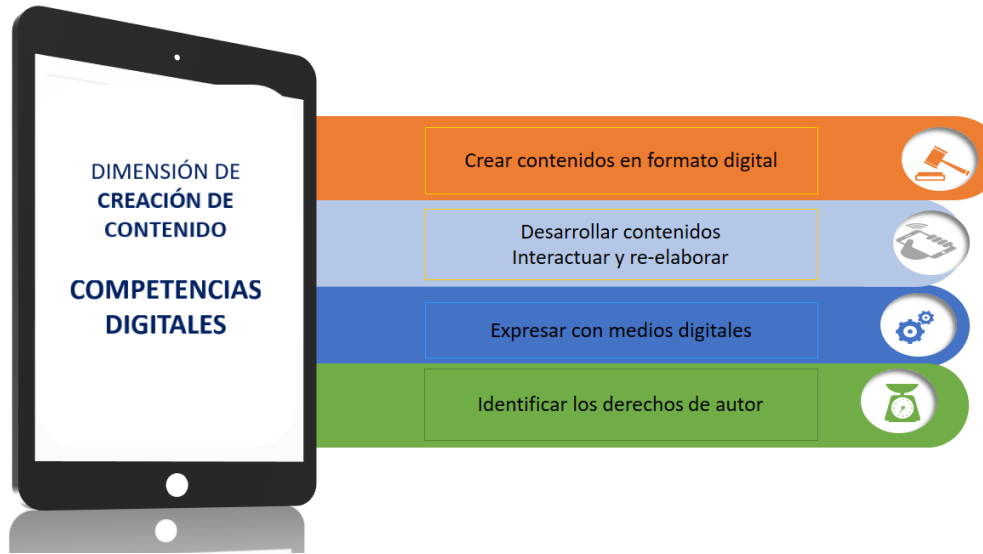 DIMENSIÓN DE
CREACIÓN DE
CONTENIDO
COMPETENCIAS
DIGITALES
Crear contenidos en formato digital
Desarrollar contenidos
Interactuar y re-elaborar
Expresar con medios digitales
Identificar los derechos de autor